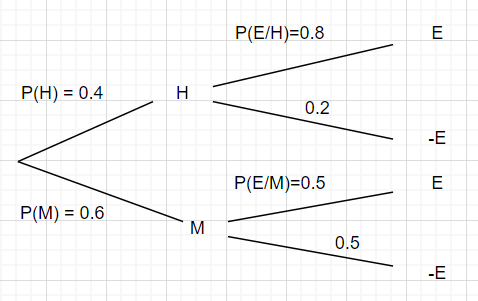 P(E/H)=0.8
E
P(H) = 0.4
H
0.2
-E
P(E/M)=0.5
E
P(M) = 0.6
M
0.5
-E